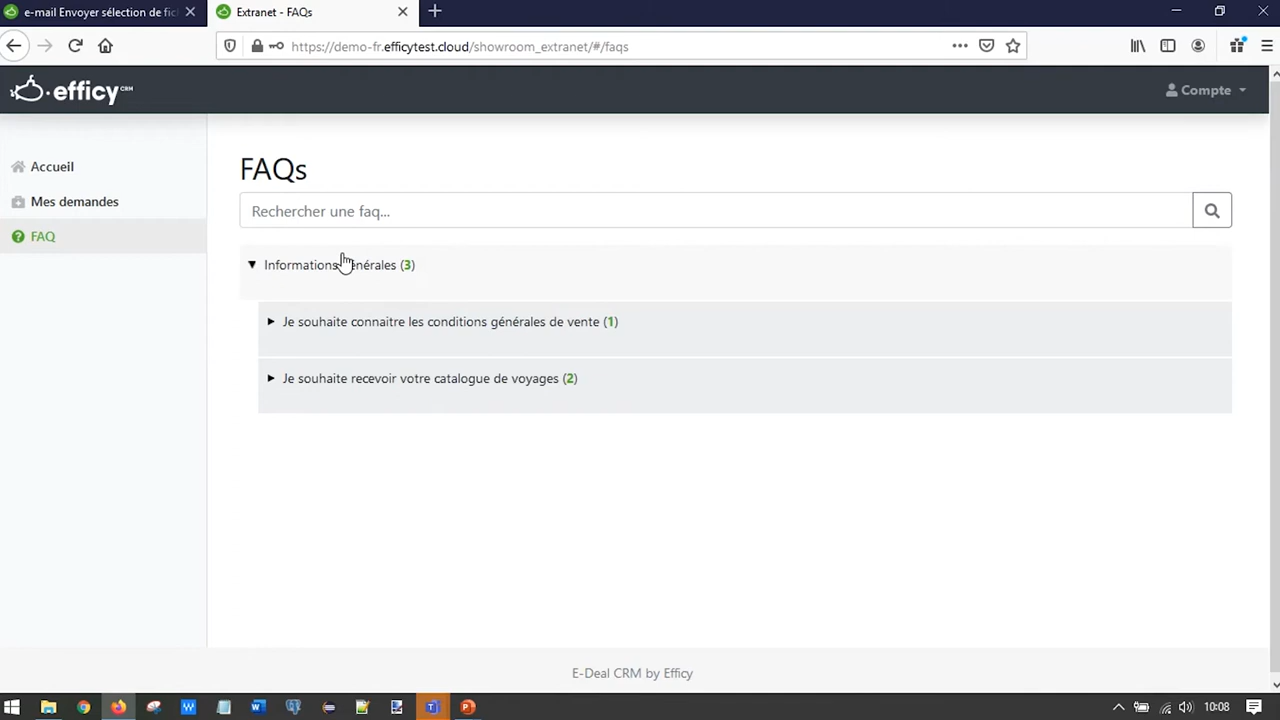 e-mail Envoyer sélection de fic
Extranet - FAQs
https://demo-fr.efficytest.cloud/showroom_extranet/#/faqs
efficy CRM
Compte
Accueil
Mes demandes
FAQ
FAQs
Rechercher une faq...
Informations générales (3)
Je souhaite connaitre les conditions générales de vente (1)
Je souhaite recevoir votre catalogue de voyages (2)
E-Deal CRM by Efficy
10:08